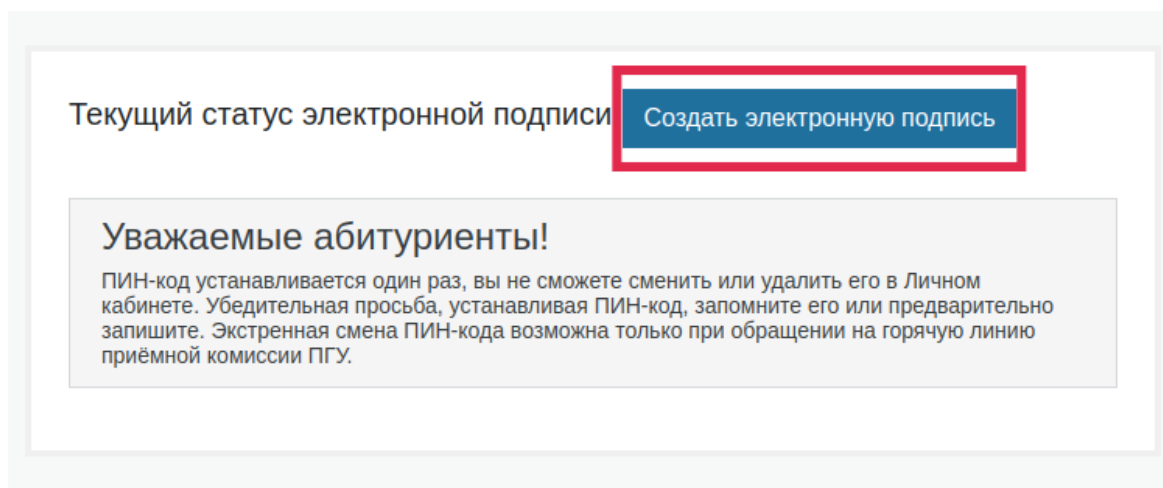 Текущий статус электронной подписи Создать электронную подпись
Уважаемые абитуриенты!
ПИН-код устанавливается один раз, вы не сможете сменить или удалить его в Личном
кабинете. Убедительная просьба, устанавливая ПИН-код, запомните его или предварительно
запишите. Экстренная смена ПИН-кода возможна только при обращении на горячую линию
приёмной комиссии ПГУ.